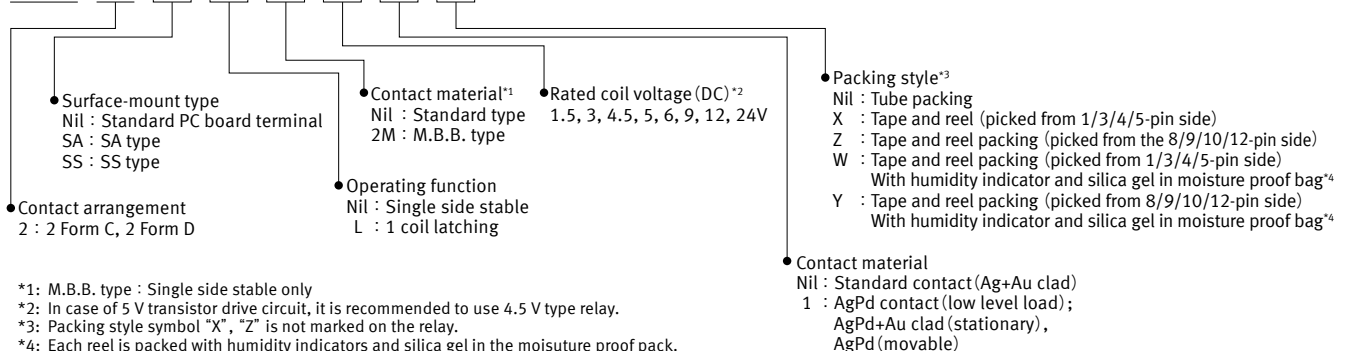 Surface-mount type
Nil : Standard PC board terminal
SA : SA type
SS : SS type
Contact arrangement
2 : 2 Form C, 2 Form D
Operating function
Nil : Single side stable
L : 1 coil latching
Contact material*1
Nil : Standard type
2M : M.B.B. type
Rated coil voltage (DC)*2
1.5, 3, 4.5, 5, 6, 9, 12, 24V
Packing style*3
Nil : Tube packing
X : Tape and reel (picked from 1/3/4/5-pin side)
Z : Tape and reel packing (picked from the 8/9/10/12-pin side)
W : Tape and reel packing (picked from 1/3/4/5-pin side)
With humidity indicator and silica gel in moisture proof bag*4
Y : Tape and reel packing (picked from 8/9/10/12-pin side)
With humidity indicator and silica gel in moisture proof bag*4
Contact material
Nil : Standard contact (Ag+Au clad)
1 : AgPd contact (low level load);
AgPd+Au clad (stationary),
AgPd (movable)
*1: M.B.B. type : Single side stable only
*2: In case of 5 V transistor drive circuit, it is recommended to use 4.5 V type relay.
*3: Packing style symbol “X”, “Z” is not marked on the relay.
*4: Each reel is packed with humidity indicators and silica gel in the moisuture proof pack.